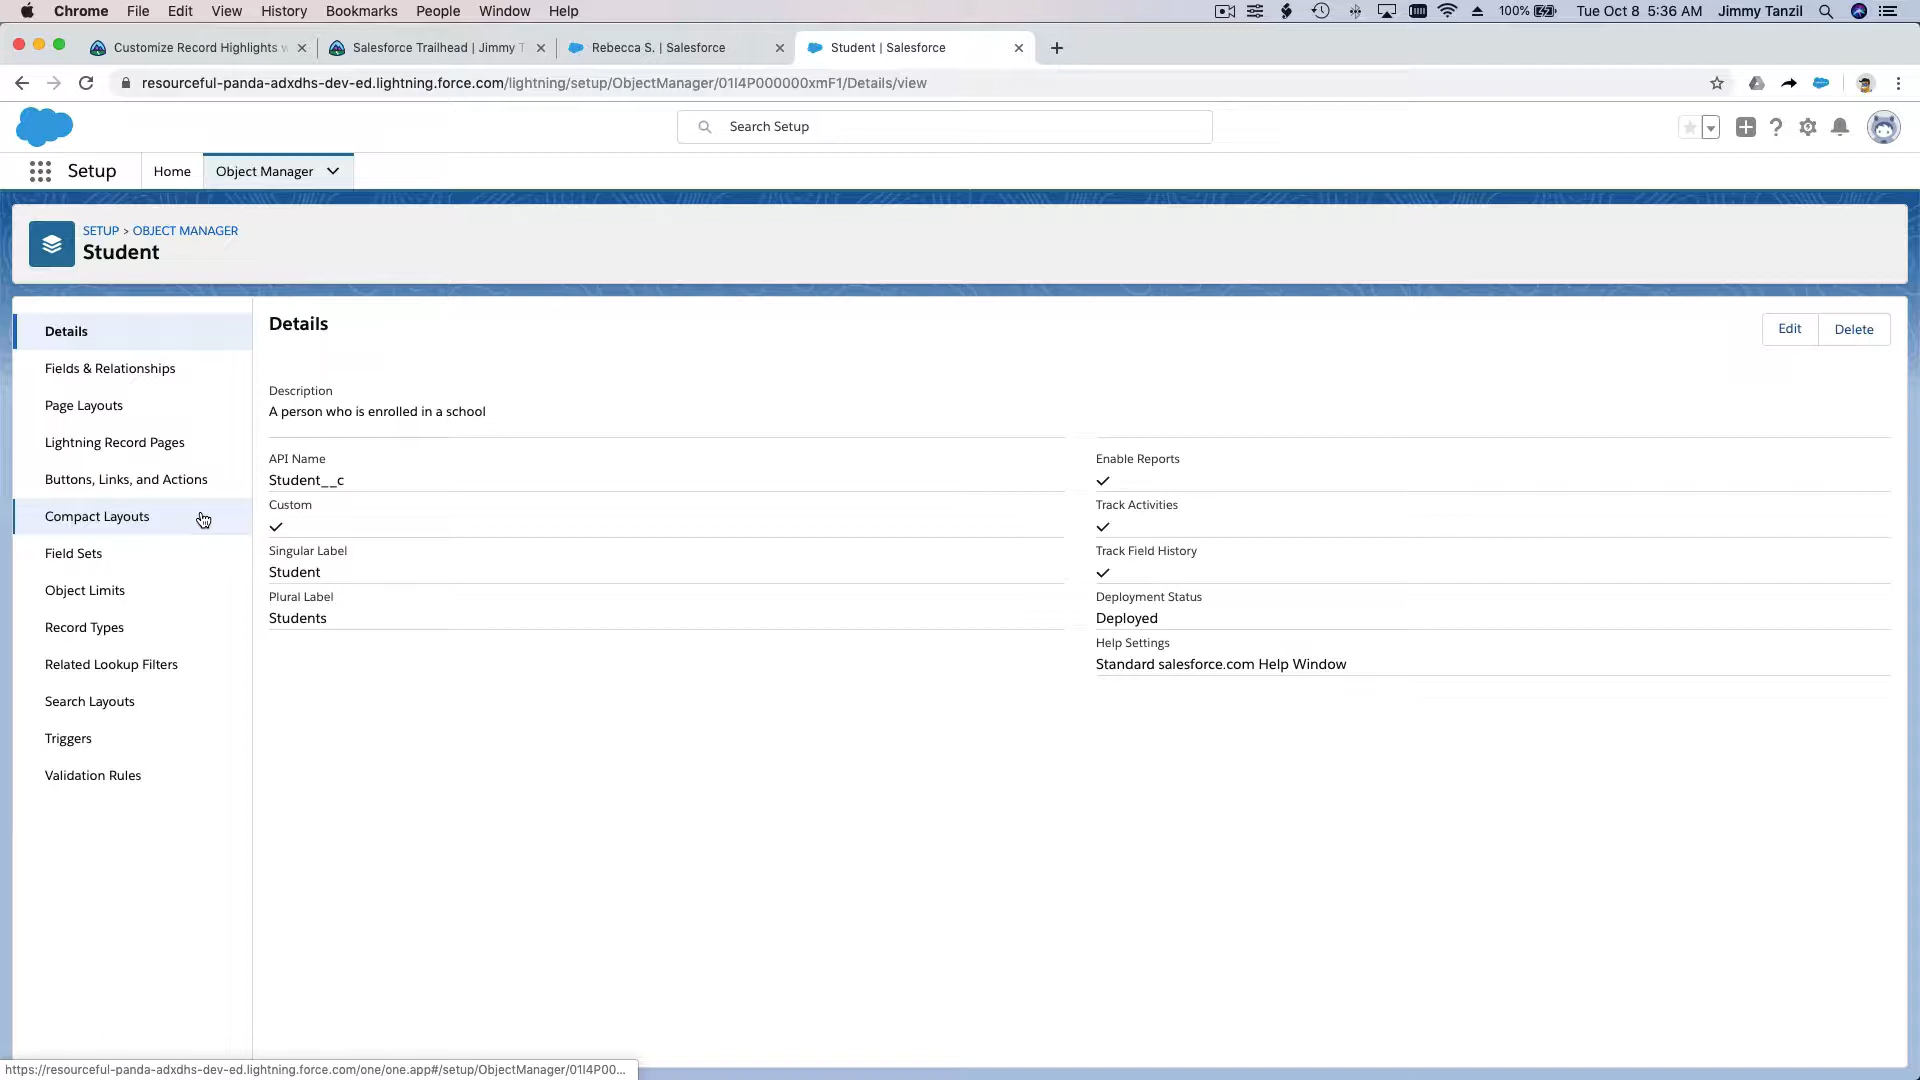 Chrome File Edit View History Bookmarks People Window Help 100% Tue Oct 8 5:36 AM Jimmy Tanzil
Customize Record Highlights Salesforce Trailhead | Jimmy T Rebecca S. | Salesforce Student | Salesforce
resourceful-panda-adxdhs-dev-ed.lightning.force.com/lightning/setup/ObjectManager/01I4P000000xmF1/Details/view
Search Setup
Setup Home Object Manager
SETUP > OBJECT MANAGER
Student
Details
Fields & Relationships
Page Layouts
Lightning Record Pages
Buttons, Links, and Actions
Compact Layouts
Field Sets
Object Limits
Record Types
Related Lookup Filters
Search Layouts
Triggers
Validation Rules
Details
Edit Delete
Description
A person who is enrolled in a school
API Name
Student__c
Custom
Singular Label
Student
Plural Label
Students
Enable Reports
Track Activities
Track Field History
Deployment Status
Deployed
Help Settings
Standard salesforce.com Help Window
https://resourceful-panda-adxdhs-dev-ed.lightning.force.com/one/one.app#/setup/ObjectManager/01I4P00...